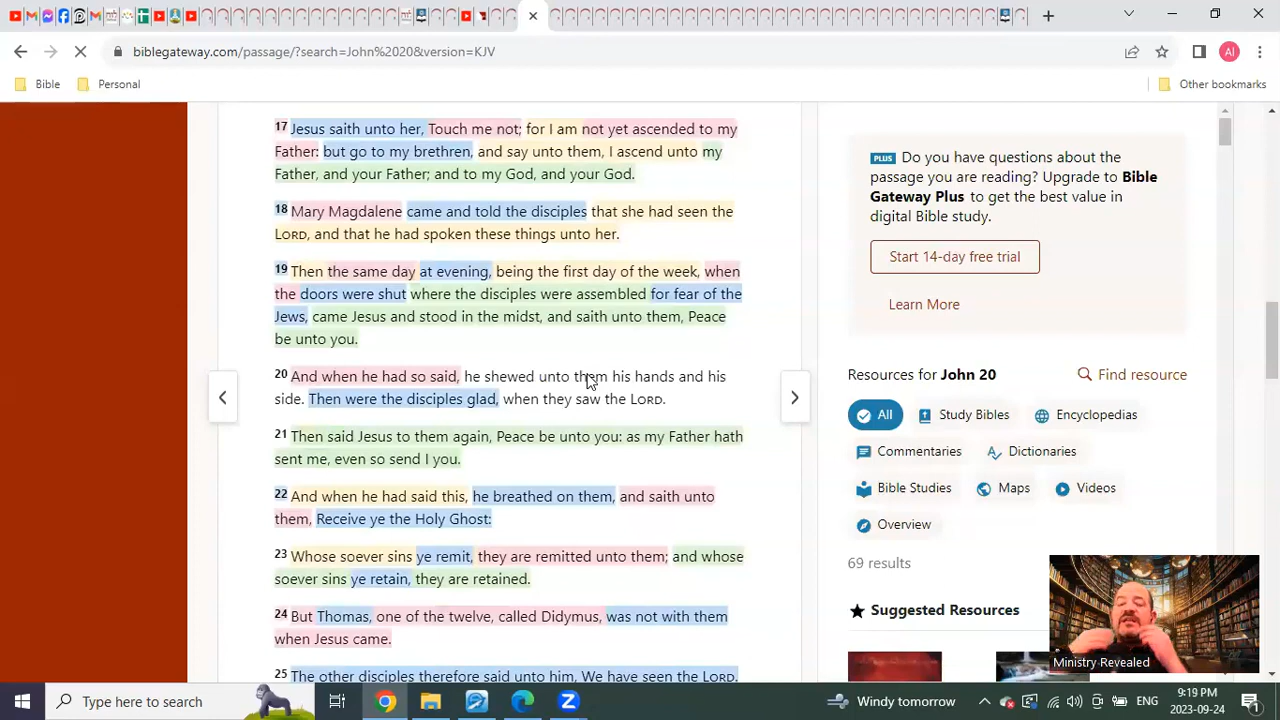 biblegateway.com/passage/?search=John%2020&version=KJV
AI
Bible
Personal
Other bookmarks
17 Jesus saith unto her, Touch me not; for I am not yet ascended to my
Father: but go to my brethren, and say unto them, I ascend unto my
Father, and your Father; and to my God, and your God.
18 Mary Magdalene came and told the disciples that she had seen the
LORD, and that he had spoken these things unto her.
19 Then the same day at evening, being the first day of the week, when
the doors were shut where the disciples were assembled for fear of the
Jews, came Jesus and stood in the midst, and saith unto them, Peace
be unto you.
20 And when he had so said, he shewed unto them his hands and his
side. Then were the disciples glad, when they saw the LORD.
21 Then said Jesus to them again, Peace be unto you: as my Father hath
sent me, even so send I you.
22 And when he had said this, he breathed on them, and saith unto
them, Receive ye the Holy Ghost:
23 Whose soever sins ye remit, they are remitted unto them; and whose
soever sins ye retain, they are retained.
24 But Thomas, one of the twelve, called Didymus, was not with them
when Jesus came.
25 The other disciples therefore said unto him, We have seen the LORD.
PLUS Do you have questions about the
passage you are reading? Upgrade to Bible
Gateway Plus to get the best value in
digital Bible study.
Start 14-day free trial
Learn More
Resources for John 20
Find resource
All
Study Bibles
Encyclopedias
Commentaries
Dictionaries
Bible Studies
Maps
Videos
Overview
69 results
Suggested Resources
Ministry Revealed
Type here to search
Windy tomorrow
ENG
9:19 PM
2023-09-24
1